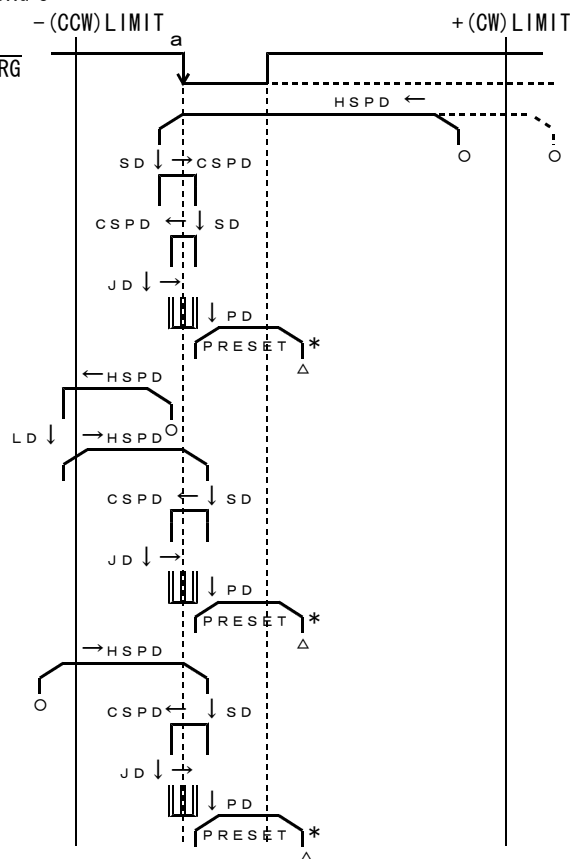 −(CCW)LIMIT +(CW)LIMIT
a
RG
HSPD ←
SD ↓ →CSPD
CSPD ← ↓ SD
JD ↓ →
↓ PD
PRESET *
△
←HSPD
○
LD ↓ →HSPD
CSPD ← ↓ SD
JD ↓ →
↓ PD
PRESET *
△
→HSPD
○
CSPD← ↓ SD
JD ↓ →
↓ PD
PRESET *